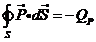 ∮_S P⃗•dS⃗ = −Q_P